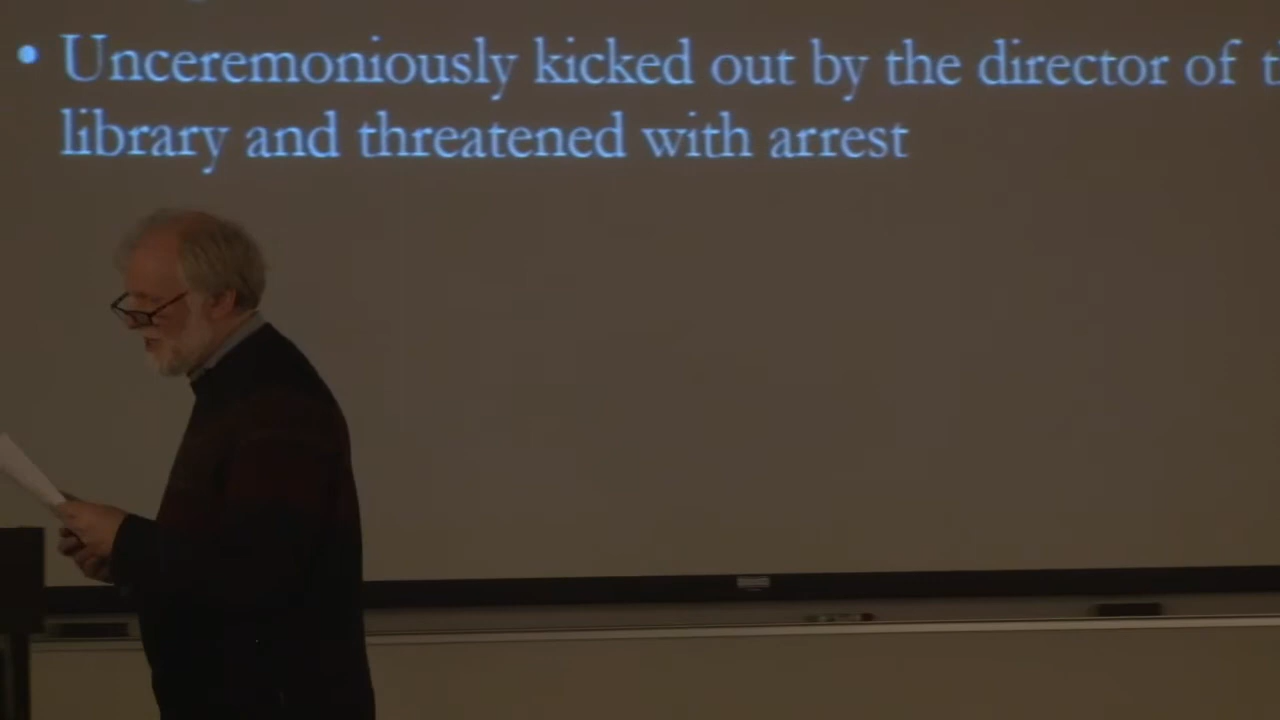 • Unceremoniously kicked out by the director of
library and threatened with arrest